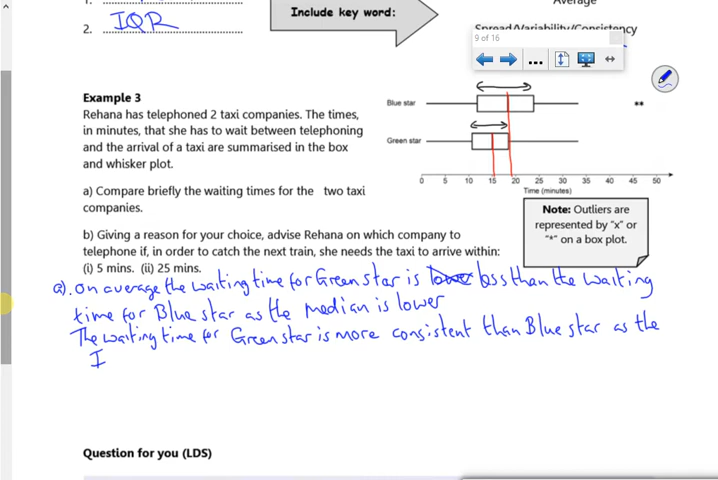 1. ................................................
2. IQR
Include key word:
Average
Spread/Variability/Consistency
9 of 16
Example 3
Rehana has telephoned 2 taxi companies. The times,
in minutes, that she has to wait between telephoning
and the arrival of a taxi are summarised in the box
and whisker plot.
a) Compare briefly the waiting times for the two taxi
companies.
b) Giving a reason for your choice, advise Rehana on which company to
telephone if, in order to catch the next train, she needs the taxi to arrive within:
(i) 5 mins. (ii) 25 mins.
Blue star
**
Green star
0 5 10 15 20 25 30 35 40 45 50
Time (minutes)
Note: Outliers are
represented by "x" or
"*" on a box plot.
a). On average the waiting time for Green star is lower less than the waiting
time for Blue star as the median is lower
The waiting time for Green star is more consistent than Blue star as the
I
Question for you (LDS)